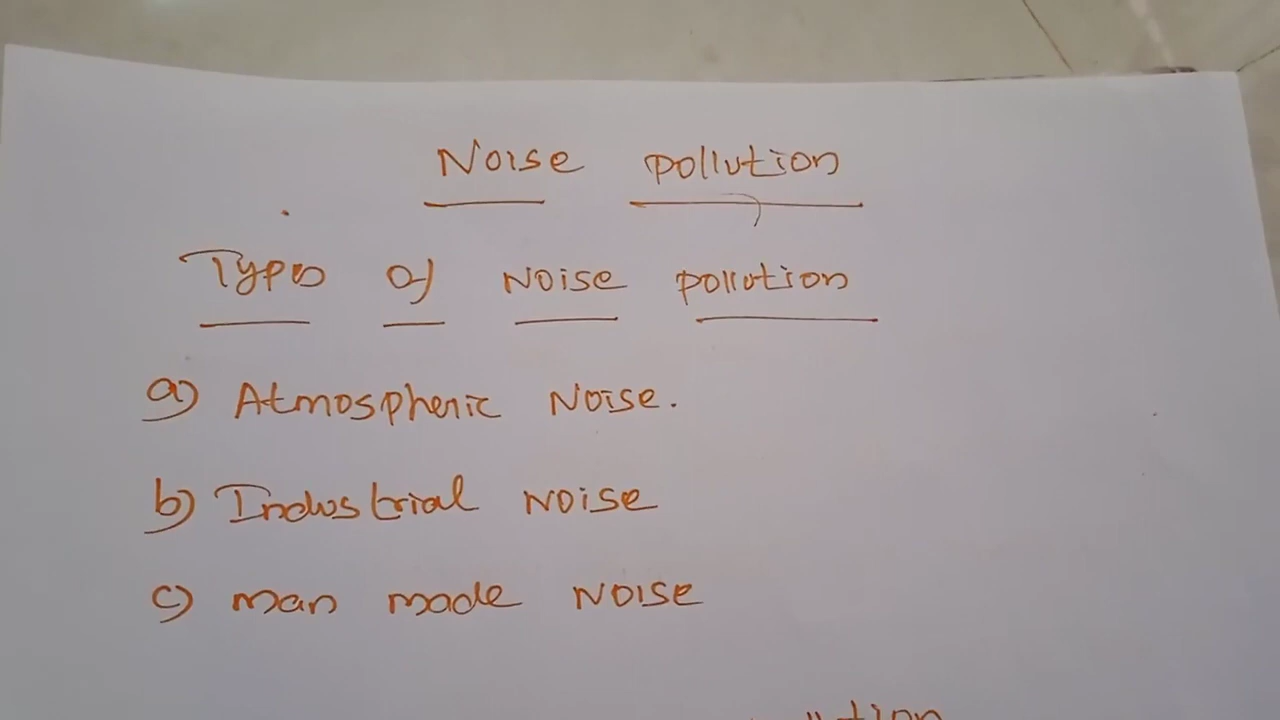 Noise pollution
Types of Noise pollution
a) Atmospheric Noise.
b) Industrial Noise
c) man made Noise